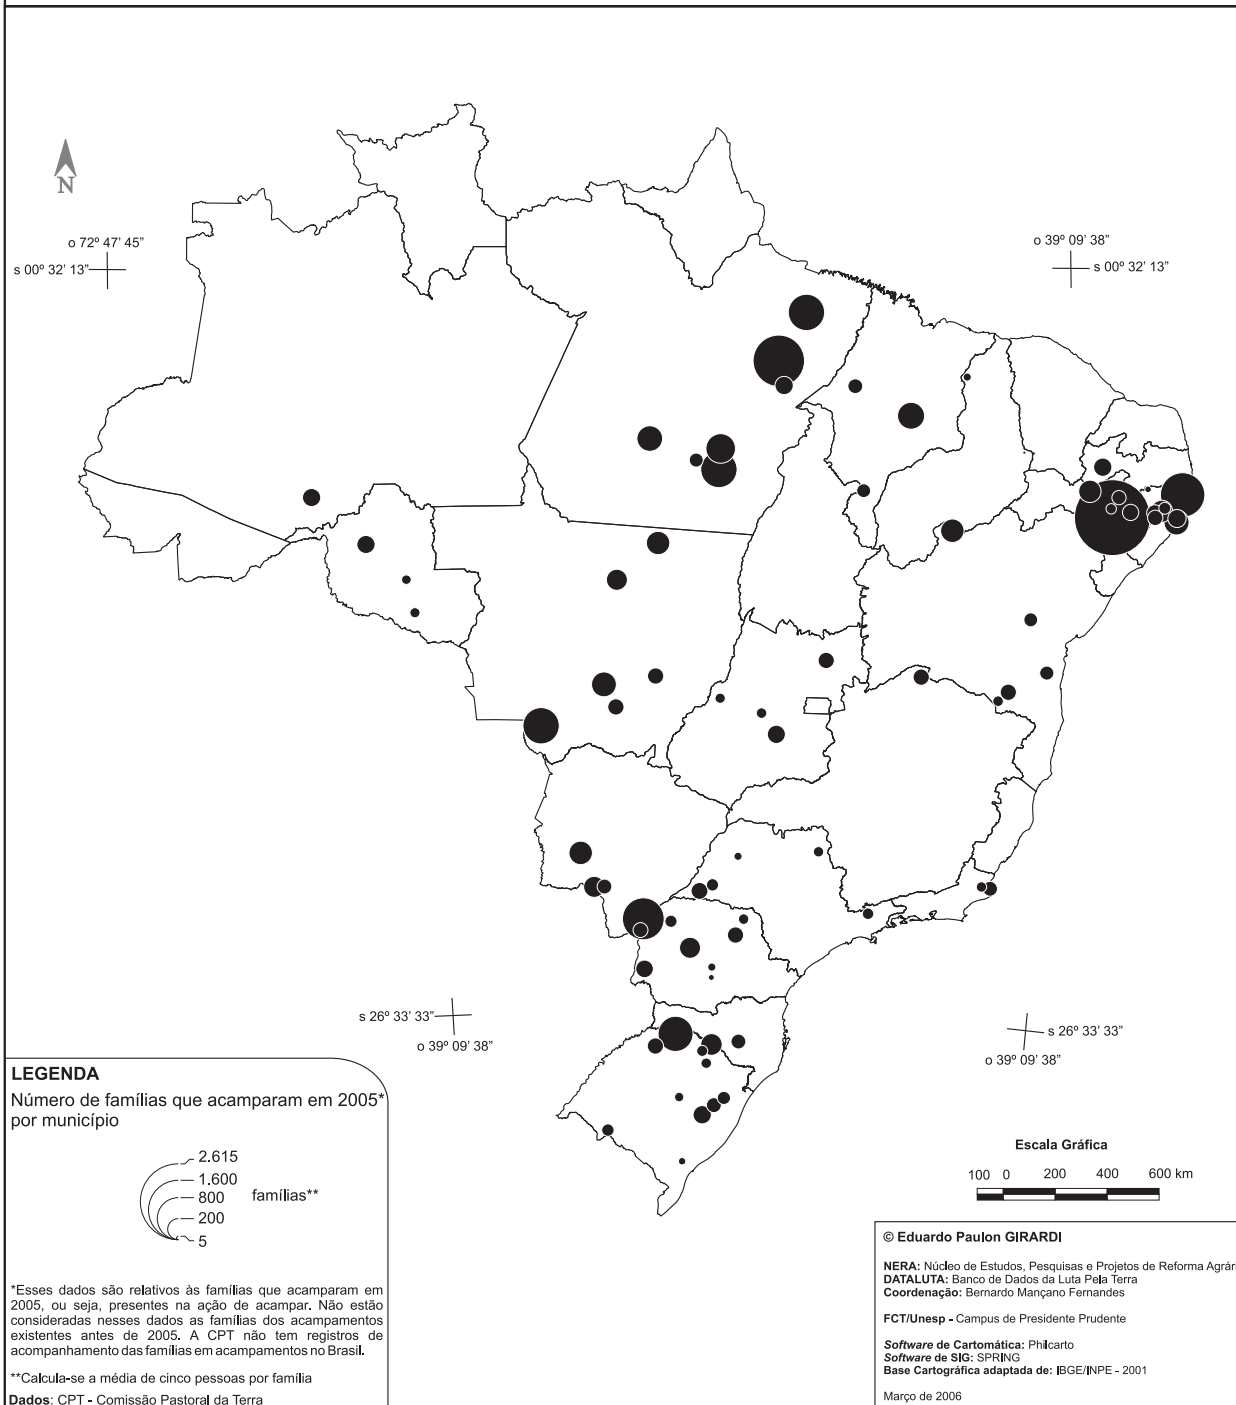 N
o 72º 47' 45"
s 00º 32' 13"
o 39º 09' 38"
s 00º 32' 13"
s 26º 33' 33"
o 39º 09' 38"
s 26º 33' 33"
o 39º 09' 38"
LEGENDA
Número de famílias que acamparam em 2005*
por município
2.615
1.600
800
200
5
famílias**
*Esses dados são relativos às famílias que acamparam em
2005, ou seja, presentes na ação de acampar. Não estão
consideradas nesses dados as famílias dos acampamentos
existentes antes de 2005. A CPT não tem registros de
acompanhamento das famílias em acampamentos no Brasil.
**Calcula-se a média de cinco pessoas por família
Dados: CPT - Comissão Pastoral da Terra
Escala Gráfica
100 0 200 400 600 km
© Eduardo Paulon GIRARDI
NERA: Núcleo de Estudos, Pesquisas e Projetos de Reforma Agrár
DATALUTA: Banco de Dados da Luta Pela Terra
Coordenação: Bernardo Mançano Fernandes
FCT/Unesp - Campus de Presidente Prudente
Software de Cartomática: Philcarto
Software de SIG: SPRING
Base Cartográfica adaptada de: IBGE/INPE - 2001
Março de 2006